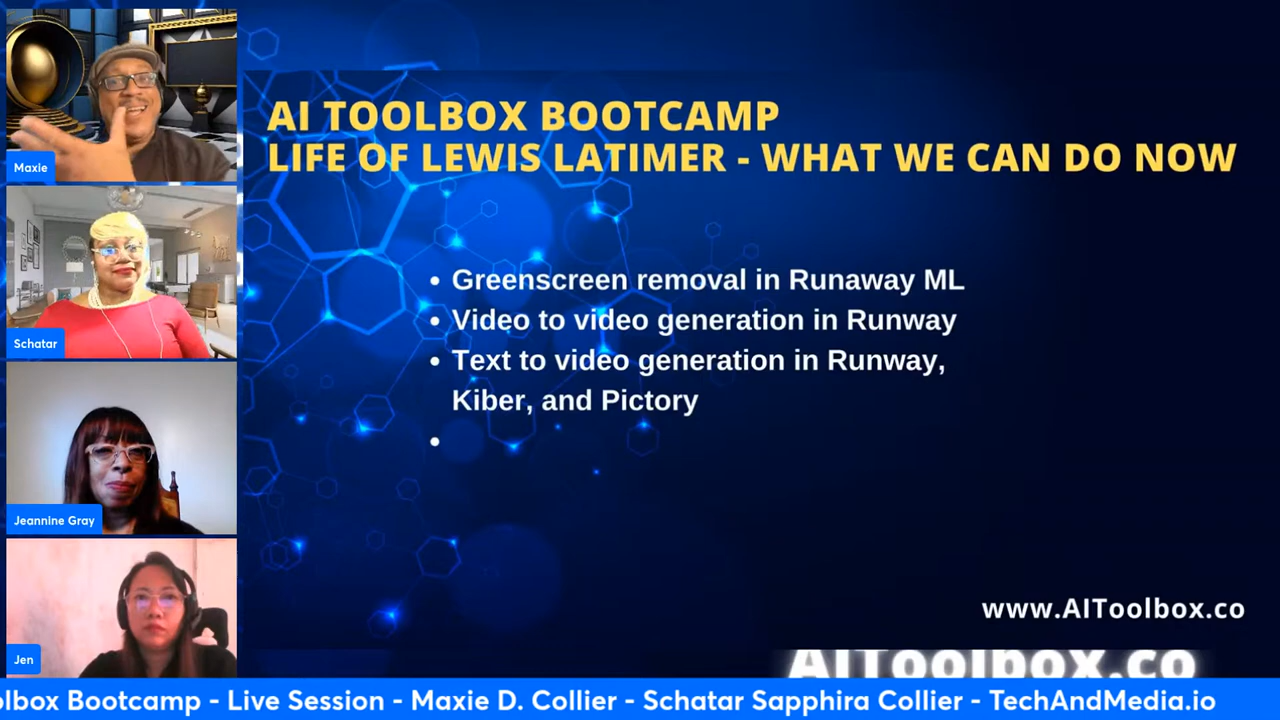 Maxie
Schatar
Jeannine Gray
Jen
AI TOOLBOX BOOTCAMP
LIFE OF LEWIS LATIMER - WHAT WE CAN DO NOW
• Greenscreen removal in Runaway ML
• Video to video generation in Runway
• Text to video generation in Runway,
Kiber, and Pictory
•
www.AIToolbox.co
AIToolbox.co
olbox Bootcamp - Live Session - Maxie D. Collier - Schatar Sapphira Collier - TechAndMedia.io